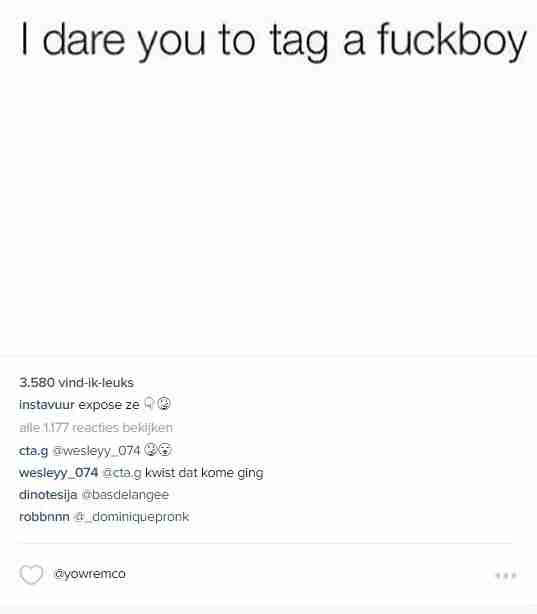 I dare you to tag a fuckboy
3.580 vind-ik-leuks
instavuur expose ze
alle 1.177 reacties bekijken
cta.g @wesleyy_074
wesleyy_074 @cta.g kwist dat kome ging
dinotesija @basdelangee
robbnnn @_dominiquepronk
@yowremco